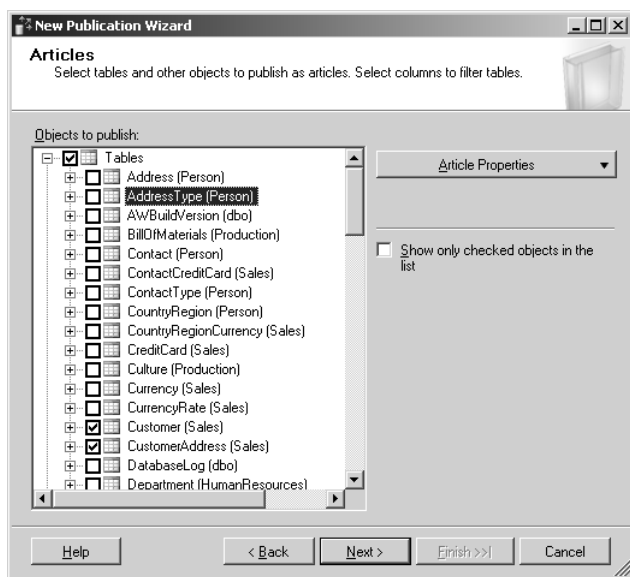 New Publication Wizard
Articles
Select tables and other objects to publish as articles. Select columns to filter tables.
Objects to publish:
Tables
Address (Person)
AddressType (Person)
AWBuildVersion (dbo)
BillOfMaterials (Production)
Contact (Person)
ContactCreditCard (Sales)
ContactType (Person)
CountryRegion (Person)
CountryRegionCurrency (Sales)
CreditCard (Sales)
Culture (Production)
Currency (Sales)
CurrencyRate (Sales)
Customer (Sales)
CustomerAddress (Sales)
DatabaseLog (dbo)
Department (HumanResources)
Article Properties
Show only checked objects in the
list
Help
< Back
Next >
Finish >>|
Cancel